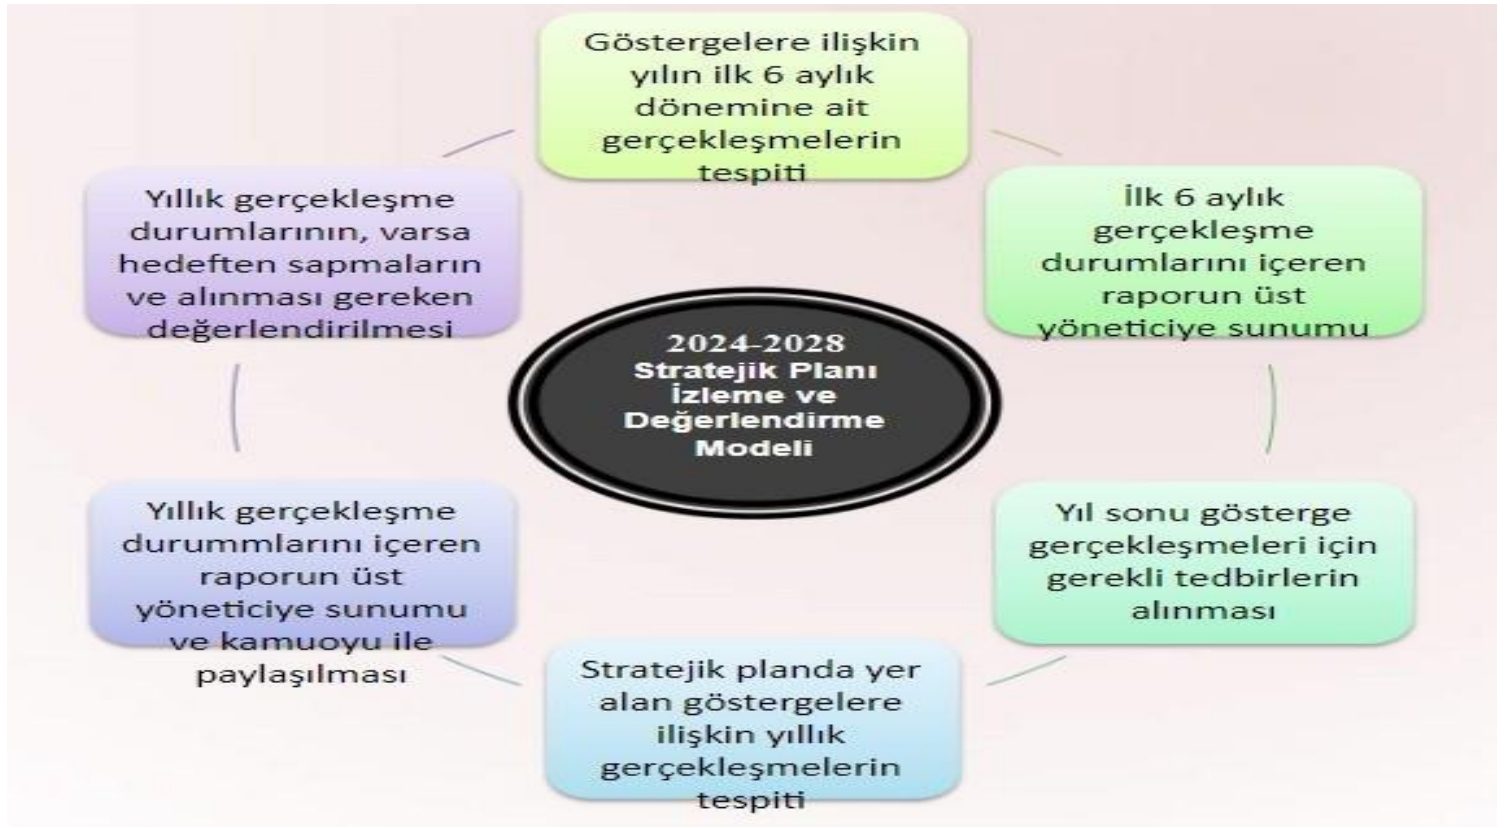 Göstergelere ilişkin
yılın ilk 6 aylık
dönemine ait
gerçekleşmelerin
tespiti
İlk 6 aylık
gerçekleşme
durumlarını içeren
raporun üst
yöneticiye sunumu
Yıl sonu gösterge
gerçekleşmeleri için
gerekli tedbirlerin
alınması
Stratejik planda yer
alan göstergelere
ilişkin yıllık
gerçekleşmelerin
tespiti
Yıllık gerçekleşme
durummlarını içeren
raporun üst
yöneticiye sunumu
ve kamuoyu ile
paylaşılması
Yıllık gerçekleşme
durumlarının, varsa
hedeften sapmaların
ve alınması gereken
değerlendirilmesi
2024-2028
Stratejik Planı
İzleme ve
Değerlendirme
Modeli